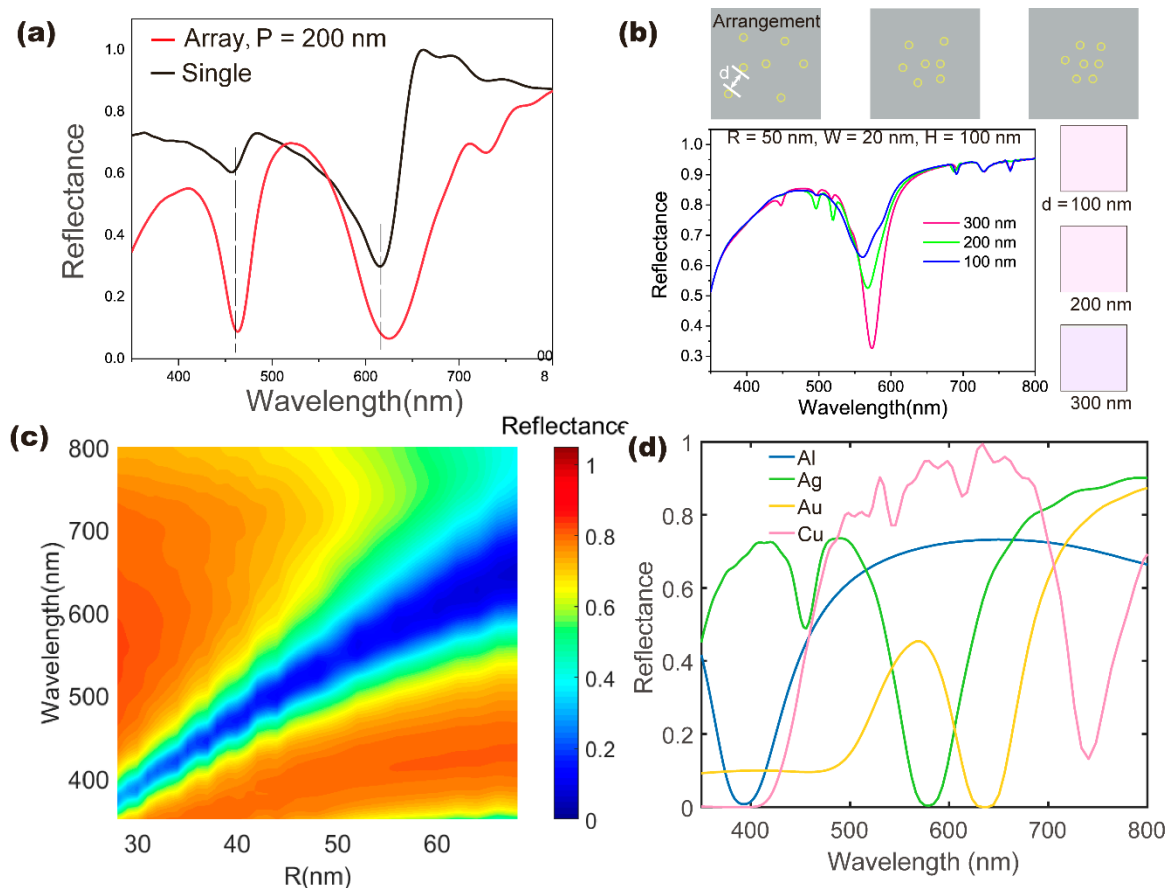 (a)
Array, P = 200 nm
Single
1.0
0.8
0.6
0.4
0.2
0.0
Reflectance
400
500
600
700
8
00
Wavelength(nm)
(b)
Arrangement
d
R = 50 nm, W = 20 nm, H = 100 nm
1.0
0.9
0.8
0.7
0.6
0.5
0.4
0.3
Reflectance
300 nm
200 nm
100 nm
400
500
600
700
800
Wavelength(nm)
d =100 nm
200 nm
300 nm
(c)
Reflectance
800
700
600
500
400
Wavelength(nm)
30
40
50
60
R(nm)
1
0.8
0.6
0.4
0.2
0
(d)
Al
Ag
Au
Cu
1
0.8
0.6
0.4
0.2
0
Reflectance
400
500
600
700
800
Wavelength (nm)